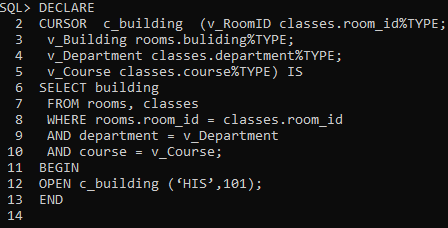 SQL> DECLARE
2 CURSOR c_building (v_RoomID classes.room_id%TYPE;
3 v_Building rooms.buliding%TYPE;
4 v_Department classes.department%TYPE;
5 v_Course classes.course%TYPE) IS
6 SELECT building
7 FROM rooms, classes
8 WHERE rooms.room_id = classes.room_id
9 AND department = v_Department
10 AND course = v_Course;
11 BEGIN
12 OPEN c_building (‘HIS’,101);
13 END
14